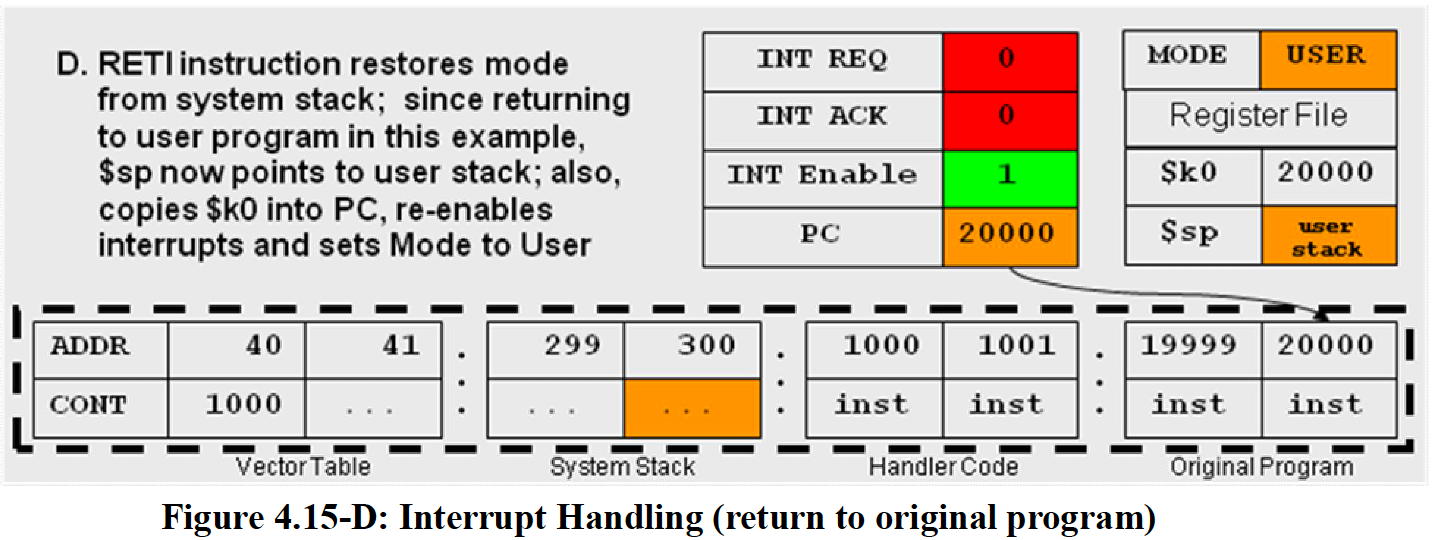 D. RETI instruction restores mode
from system stack; since returning
to user program in this example,
$sp now points to user stack; also,
copies $k0 into PC, re-enables
interrupts and sets Mode to User
INT REQ 0
INT ACK 0
INT Enable 1
PC 20000
MODE USER
Register File
$k0 20000
$sp user
stack
ADDR 40 41 . 299 300 . 1000 1001 . 19999 20000
CONT 1000 ... : ... ... : inst inst : inst inst
Vector Table System Stack Handler Code Original Program
Figure 4.15-D: Interrupt Handling (return to original program)